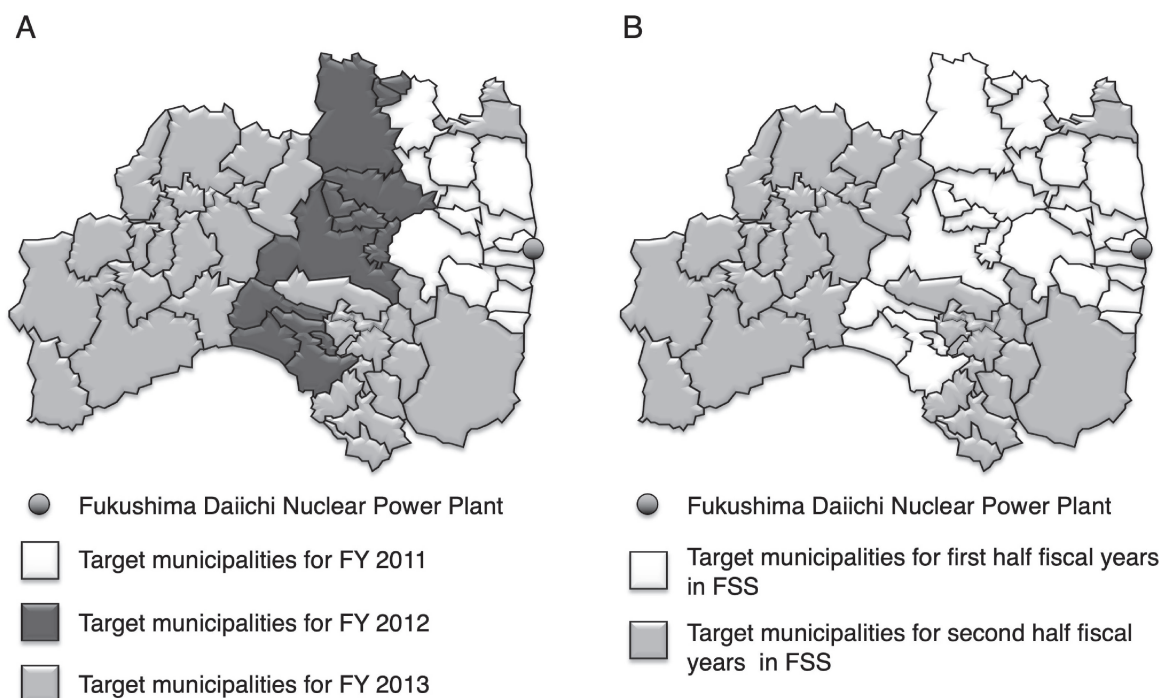 A
B
Fukushima Daiichi Nuclear Power Plant
Target municipalities for FY 2011
Target municipalities for FY 2012
Target municipalities for FY 2013
Fukushima Daiichi Nuclear Power Plant
Target municipalities for first half fiscal years
in FSS
Target municipalities for second half fiscal
years in FSS